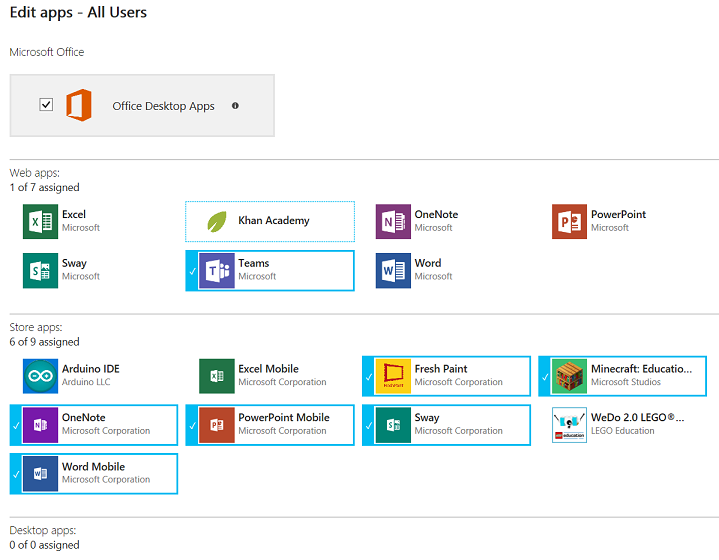 Edit apps - All Users
Microsoft Office
Office Desktop Apps
Web apps:
1 of 7 assigned
Excel
Microsoft
Khan Academy
OneNote
Microsoft
PowerPoint
Microsoft
Sway
Microsoft
Teams
Microsoft
Word
Microsoft
Store apps:
6 of 9 assigned
Arduino IDE
Arduino LLC
Excel Mobile
Microsoft Corporation
Fresh Paint
Microsoft Corporation
Minecraft: Educatio...
Microsoft Studios
OneNote
Microsoft Corporation
PowerPoint Mobile
Microsoft Corporation
Sway
Microsoft Corporation
WeDo 2.0 LEGO®...
LEGO Education
Word Mobile
Microsoft Corporation
Desktop apps:
0 of 0 assigned